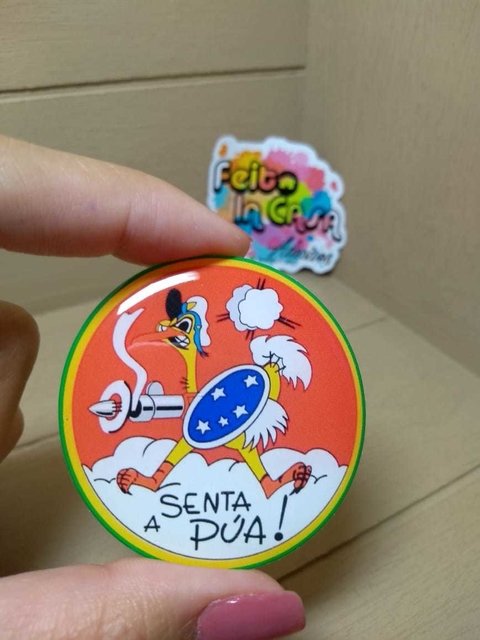 Feito
in Casa
SENTA
A PÚA!